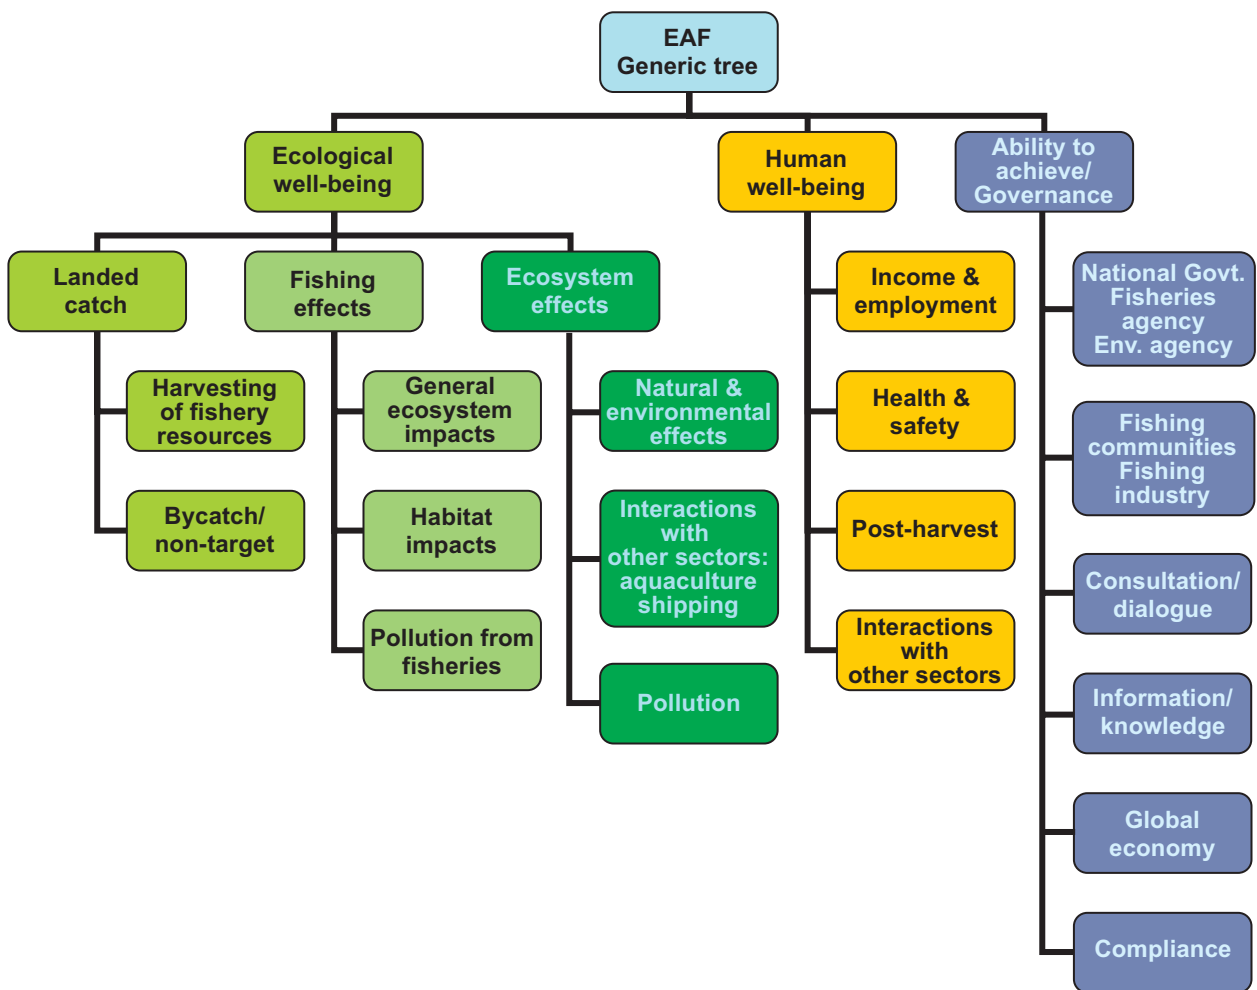 EAF
Generic tree
Ecological
well-being
Human
well-being
Ability to
achieve/
Governance
Landed
catch
Fishing
effects
Ecosystem
effects
Income &
employment
National Govt.
Fisheries
agency
Env. agency
Harvesting
of fishery
resources
General
ecosystem
impacts
Natural &
environmental
effects
Health &
safety
Fishing
communities
Fishing
industry
Bycatch/
non-target
Habitat
impacts
Interactions
with
other sectors:
aquaculture
shipping
Post-harvest
Consultation/
dialogue
Pollution from
fisheries
Pollution
Interactions
with
other sectors
Information/
knowledge
Global
economy
Compliance